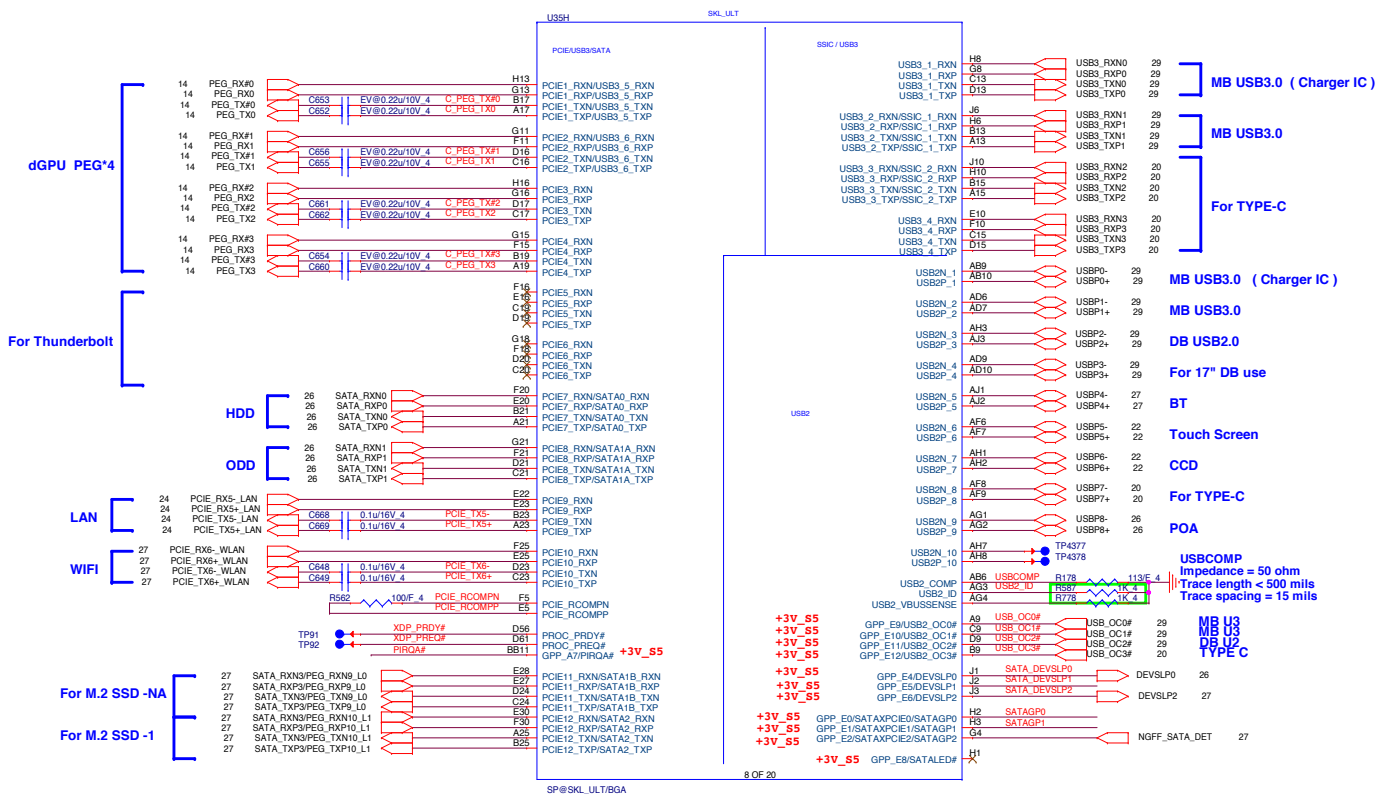 U35H
SKL_ULT
PCIE/USB3/SATA
SSIC / USB3
dGPU PEG*4
14 PEG_RX#0 H13 PCIE1_RXN/USB3_5_RXN
14 PEG_RX0 G13 PCIE1_RXP/USB3_5_RXP
14 PEG_TX#0 C653 EV@0.22u/10V_4 C_PEG_TX#0 B17 PCIE1_TXN/USB3_5_TXN
14 PEG_TX0 C652 EV@0.22u/10V_4 C_PEG_TX0 A17 PCIE1_TXP/USB3_5_TXP
14 PEG_RX#1 G11 PCIE2_RXN/USB3_6_RXN
14 PEG_RX1 F11 PCIE2_RXP/USB3_6_RXP
14 PEG_TX#1 C656 EV@0.22u/10V_4 C_PEG_TX#1 D16 PCIE2_TXN/USB3_6_TXN
14 PEG_TX1 C655 EV@0.22u/10V_4 C_PEG_TX1 C16 PCIE2_TXP/USB3_6_TXP
14 PEG_RX#2 H16 PCIE3_RXN
14 PEG_RX2 G16 PCIE3_RXP
14 PEG_TX#2 C661 EV@0.22u/10V_4 C_PEG_TX#2 D17 PCIE3_TXN
14 PEG_TX2 C662 EV@0.22u/10V_4 C_PEG_TX2 C17 PCIE3_TXP
14 PEG_RX#3 G15 PCIE4_RXN
14 PEG_RX3 F15 PCIE4_RXP
14 PEG_TX#3 C654 EV@0.22u/10V_4 C_PEG_TX#3 B19 PCIE4_TXN
14 PEG_TX3 C660 EV@0.22u/10V_4 C_PEG_TX3 A19 PCIE4_TXP
For Thunderbolt
F16 PCIE5_RXN
E16 PCIE5_RXP
C19 PCIE5_TXN
D19 PCIE5_TXP
G18 PCIE6_RXN
F18 PCIE6_RXP
D20 PCIE6_TXN
C20 PCIE6_TXP
HDD
26 SATA_RXN0 F20 PCIE7_RXN/SATA0_RXN
26 SATA_RXP0 E20 PCIE7_RXP/SATA0_RXP
26 SATA_TXN0 B21 PCIE7_TXN/SATA0_TXN
26 SATA_TXP0 A21 PCIE7_TXP/SATA0_TXP
ODD
26 SATA_RXN1 G21 PCIE8_RXN/SATA1A_RXN
26 SATA_RXP1 F21 PCIE8_RXP/SATA1A_RXP
26 SATA_TXN1 D21 PCIE8_TXN/SATA1A_TXN
26 SATA_TXP1 C21 PCIE8_TXP/SATA1A_TXP
LAN
24 PCIE_RX5-_LAN E22 PCIE9_RXN
24 PCIE_RX5+_LAN E23 PCIE9_RXP
24 PCIE_TX5-_LAN C668 0.1u/16V_4 PCIE_TX5- B23 PCIE9_TXN
24 PCIE_TX5+_LAN C669 0.1u/16V_4 PCIE_TX5+ A23 PCIE9_TXP
WIFI
27 PCIE_RX6-_WLAN F25 PCIE10_RXN
27 PCIE_RX6+_WLAN E25 PCIE10_RXP
27 PCIE_TX6-_WLAN C648 0.1u/16V_4 PCIE_TX6- D23 PCIE10_TXN
27 PCIE_TX6+_WLAN C649 0.1u/16V_4 PCIE_TX6+ C23 PCIE10_TXP
R562 100/F_4 PCIE_RCOMPN F5 PCIE_RCOMPN
PCIE_RCOMPP E5 PCIE_RCOMPP
TP91 XDP_PRDY# D56 PROC_PRDY#
TP92 XDP_PREQ# D61 PROC_PREQ#
PIRQA# BB11 GPP_A7/PIRQA# +3V_S5
For M.2 SSD -NA
27 SATA_RXN3/PEG_RXN9_L0 E28 PCIE11_RXN/SATA1B_RXN
27 SATA_RXP3/PEG_RXP9_L0 E27 PCIE11_RXP/SATA1B_RXP
27 SATA_TXN3/PEG_TXN9_L0 D24 PCIE11_TXN/SATA1B_TXN
27 SATA_TXP3/PEG_TXP9_L0 C24 PCIE11_TXP/SATA1B_TXP
For M.2 SSD -1
27 SATA_RXN3/PEG_RXN10_L1 E30 PCIE12_RXN/SATA2_RXN
27 SATA_RXP3/PEG_RXP10_L1 F30 PCIE12_RXP/SATA2_RXP
27 SATA_TXN3/PEG_TXN10_L1 A25 PCIE12_TXN/SATA2_TXN
27 SATA_TXP3/PEG_TXP10_L1 B25 PCIE12_TXP/SATA2_TXP
USB3_1_RXN H8 USB3_RXN0 29
USB3_1_RXP G8 USB3_RXP0 29
USB3_1_TXN C13 USB3_TXN0 29
USB3_1_TXP D13 USB3_TXP0 29
MB USB3.0 ( Charger IC )
USB3_2_RXN/SSIC_1_RXN J6 USB3_RXN1 29
USB3_2_RXP/SSIC_1_RXP H6 USB3_RXP1 29
USB3_2_TXN/SSIC_1_TXN B13 USB3_TXN1 29
USB3_2_TXP/SSIC_1_TXP A13 USB3_TXP1 29
MB USB3.0
USB3_3_RXN/SSIC_2_RXN J10 USB3_RXN2 20
USB3_3_RXP/SSIC_2_RXP H10 USB3_RXP2 20
USB3_3_TXN/SSIC_2_TXN B15 USB3_TXN2 20
USB3_3_TXP/SSIC_2_TXP A15 USB3_TXP2 20
For TYPE-C
USB3_4_RXN E10 USB3_RXN3 20
USB3_4_RXP F10 USB3_RXP3 20
USB3_4_TXN C15 USB3_TXN3 20
USB3_4_TXP D15 USB3_TXP3 20
USB2
USB2N_1 AB9 USBP0- 29
USB2P_1 AB10 USBP0+ 29
MB USB3.0 ( Charger IC )
USB2N_2 AD6 USBP1- 29
USB2P_2 AD7 USBP1+ 29
MB USB3.0
USB2N_3 AH3 USBP2- 29
USB2P_3 AJ3 USBP2+ 29
DB USB2.0
USB2N_4 AD9 USBP3- 29
USB2P_4 AD10 USBP3+ 29
For 17" DB use
USB2N_5 AJ1 USBP4- 27
USB2P_5 AJ2 USBP4+ 27
BT
USB2N_6 AF6 USBP5- 22
USB2P_6 AF7 USBP5+ 22
Touch Screen
USB2N_7 AH1 USBP6- 22
USB2P_7 AH2 USBP6+ 22
CCD
USB2N_8 AF8 USBP7- 20
USB2P_8 AF9 USBP7+ 20
For TYPE-C
USB2N_9 AG1 USBP8- 26
USB2P_9 AG2 USBP8+ 26
POA
USB2N_10 AH7 TP4377
USB2P_10 AH8 TP4378
USB2_COMP AB6 USBCOMP R178 113/F_4
USB2_ID AG3 USB2_ID R587 1K_4
USB2_VBUSSENSE AG4 R778 1K_4
USBCOMP
Impedance = 50 ohm
Trace length < 500 mils
Trace spacing = 15 mils
+3V_S5 GPP_E9/USB2_OC0# A9 USB_OC0# USB_OC0# 29 MB U3
+3V_S5 GPP_E10/USB2_OC1# C9 USB_OC1# USB_OC1# 29 MB U3
+3V_S5 GPP_E11/USB2_OC2# D9 USB_OC2# USB_OC2# 29 DB U2
+3V_S5 GPP_E12/USB2_OC3# B9 USB_OC3# USB_OC3# 20 TYPE C
+3V_S5 GPP_E4/DEVSLP0 J1 SATA_DEVSLP0 DEVSLP0 26
+3V_S5 GPP_E5/DEVSLP1 J2 SATA_DEVSLP1
+3V_S5 GPP_E6/DEVSLP2 J3 SATA_DEVSLP2 DEVSLP2 27
+3V_S5 GPP_E0/SATAXPCIE0/SATAGP0 H2 SATAGP0
+3V_S5 GPP_E1/SATAXPCIE1/SATAGP1 H3 SATAGP1
+3V_S5 GPP_E2/SATAXPCIE2/SATAGP2 G4 NGFF_SATA_DET 27
+3V_S5 GPP_E8/SATALED# H1
8 OF 20
SP@SKL_ULT/BGA